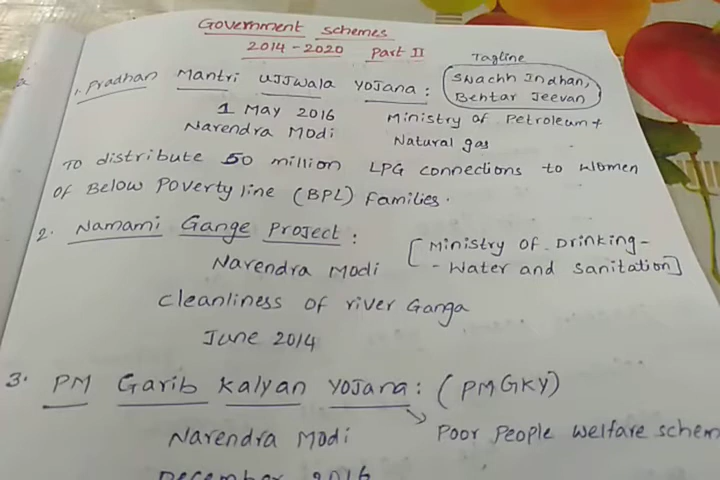 Government schemes
2014-2020 Part II
Tagline
1. Pradhan Mantri Ujjwala Yojana : Swachh Indhan,
Behtar Jeevan
1 May 2016 Ministry of Petroleum +
Narendra Modi Natural gas
To distribute 50 million LPG connections to women
of Below Poverty line (BPL) families.
2. Namami Gange Project : [Ministry of Drinking-
Narendra Modi - Water and Sanitation]
Cleanliness of river Ganga
June 2014
3. PM Garib Kalyan Yojana : (PMGKY)
Narendra Modi Poor People welfare schem
December 2016